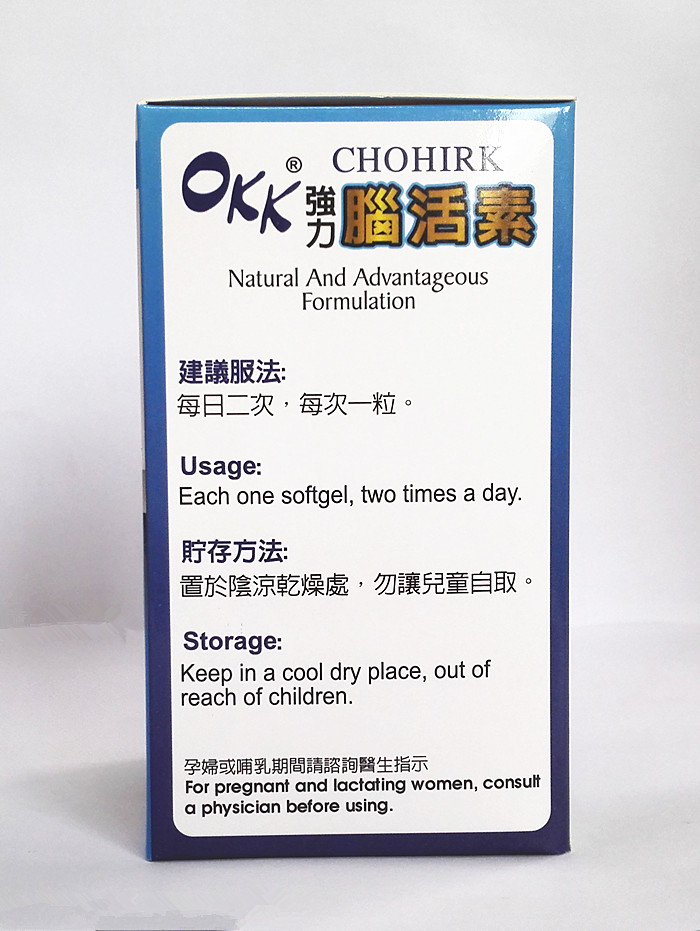 OKK® CHOHIRK
強力 腦活素
Natural And Advantageous
Formulation
建議服法:
每日二次，每次一粒。
Usage:
Each one softgel, two times a day.
貯存方法:
置於陰涼乾燥處，勿讓兒童自取。
Storage:
Keep in a cool dry place, out of
reach of children.
孕婦或哺乳期間請諮詢醫生指示
For pregnant and lactating women, consult
a physician before using.